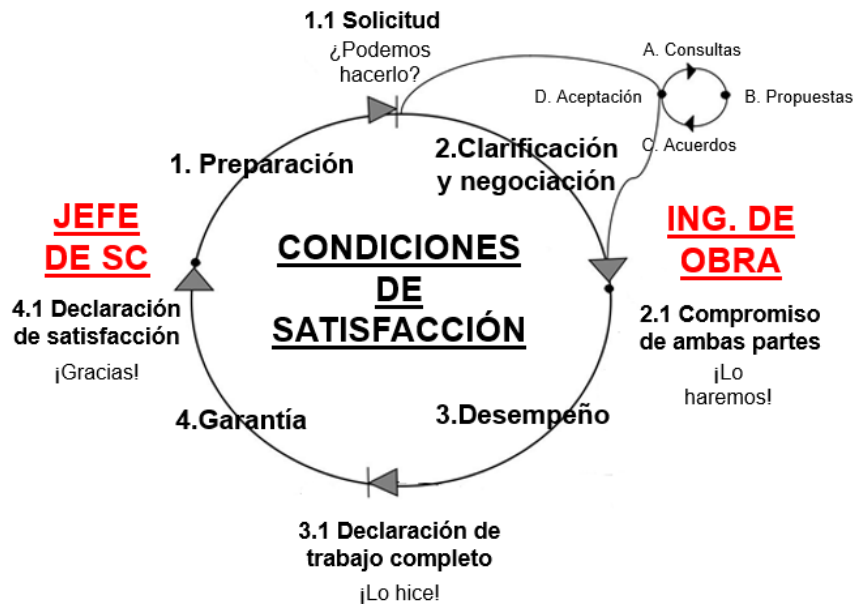 1.1 Solicitud
¿Podemos
hacerlo?
A. Consultas
D. Aceptación
B. Propuestas
C. Acuerdos
1. Preparación
2.Clarificación
y negociación
JEFE
DE SC
CONDICIONES
DE
SATISFACCIÓN
ING. DE
OBRA
4.1 Declaración
de satisfacción
¡Gracias!
2.1 Compromiso
de ambas partes
¡Lo
haremos!
4.Garantía
3.Desempeño
3.1 Declaración de
trabajo completo
¡Lo hice!